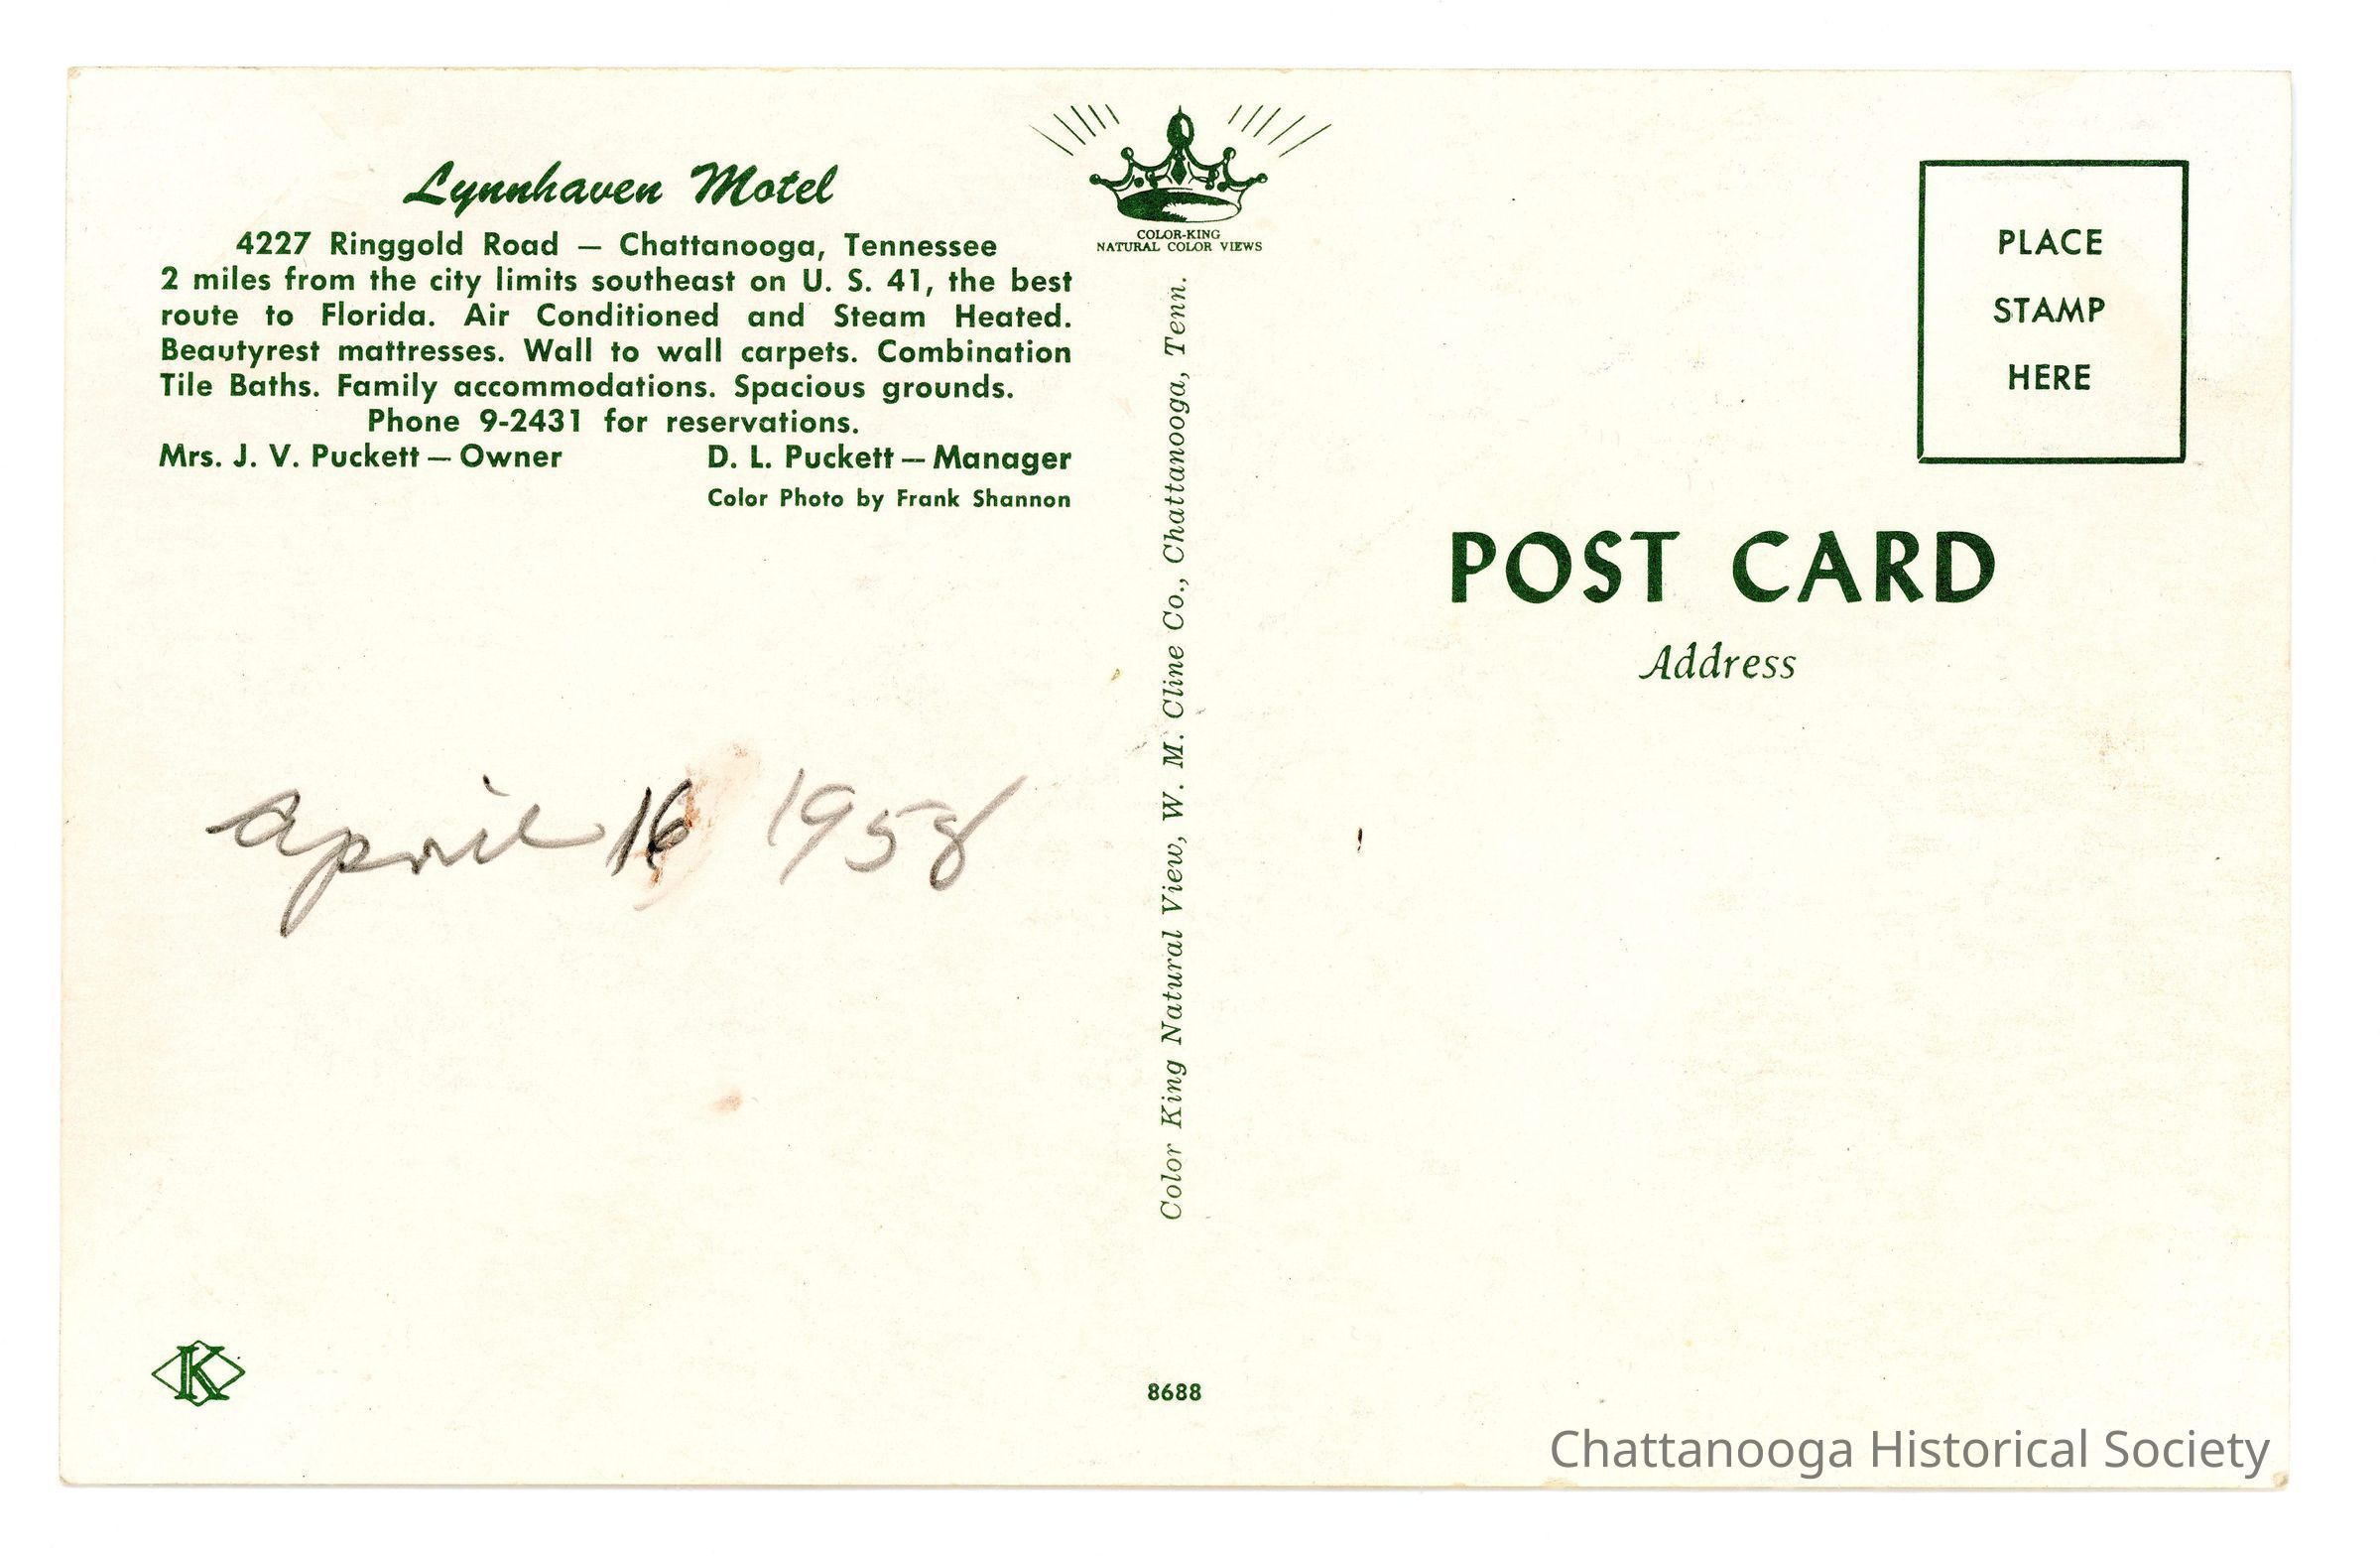 Lynnhaven Motel
4227 Ringgold Road — Chattanooga, Tennessee
2 miles from the city limits southeast on U. S. 41, the best
route to Florida. Air Conditioned and Steam Heated.
Beautyrest mattresses. Wall to wall carpets. Combination
Tile Baths. Family accommodations. Spacious grounds.
Phone 9-2431 for reservations.
Mrs. J. V. Puckett — Owner D. L. Puckett — Manager
Color Photo by Frank Shannon
April 16 1958
K
COLOR-KING
NATURAL COLOR VIEWS
Color King Natural View, W. M. Cline Co., Chattanooga, Tenn.
8688
PLACE
STAMP
HERE
POST CARD
Address
Chattanooga Historical Society